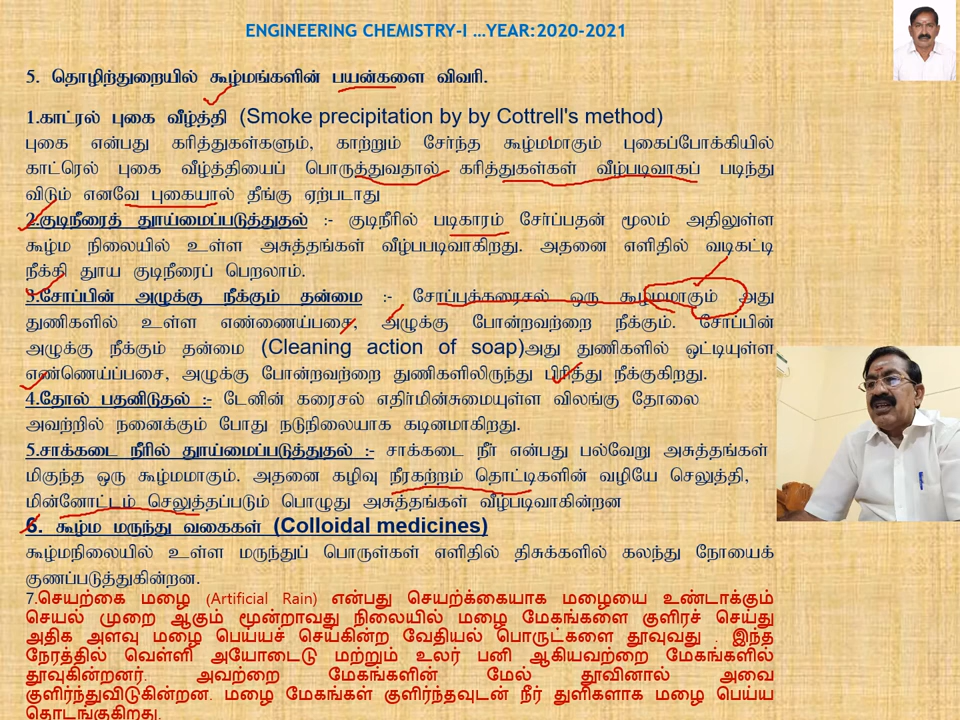 ENGINEERING CHEMISTRY-I ...YEAR:2020-2021
5. தொழிற்துறையில் கூழ்மங்களின் பயன்களை விவரி.
1.காட்ரல் புகை வீழ்த்தி (Smoke precipitation by by Cottrell's method)
புகை என்பது கரித்துகள்களும், காற்றும் சேர்ந்த கூழ்மமாகும் புகைப்போக்கியில்
காட்ரெல் புகை வீழ்த்தியைப் பொருத்துவதால் கரித்துகள்கள் வீழ்படிவாகப் படிந்து
விடும் எனவே புகையால் தீங்கு ஏற்படாது
2.குடிநீரைத் தூய்மைப்படுத்துதல் :- குடிநீரில் படிகாரம் சேர்ப்பதன் மூலம் அதிலுள்ள
கூழ்ம நிலையில் உள்ள அசுத்தங்கள் வீழ்பபடிவாகிறது. அதனை எளிதில் வடிகட்டி
நீக்கி தூய குடிநீரைப் பெறலாம்.
3.சோப்பின் அழுக்கு நீக்கும் தன்மை :- சோப்புக்கரைசல் ஒரு கூழ்மமாகும் அது
துணிகளில் உள்ள எண்ணைய்பசை, அழுக்கு போன்றவற்றை நீக்கும். சோப்பின்
அழுக்கு நீக்கும் தன்மை (Cleaning action of soap)அது துணிகளில் ஒட்டியுள்ள
எண்ணெய்ப்பசை, அழுக்கு போன்றவற்றை துணிகளிலிருந்து பிரித்து நீக்குகிறது.
4.தோல் பதனிடுதல் :- டேனின் கரைசல் எதிர்மின்சுமையுள்ள விலங்கு தோலை
அவற்றில் நனைக்கும் போது நடுநிலையாக கடினமாகிறது.
5.சாக்கடை நீரில் தூய்மைப்படுத்துதல் :- சாக்கடை நீர் என்பது பல்வேறு அசுத்தங்கள்
மிகுந்த ஒரு கூழ்மமாகும். அதனை கழிவு நீரகற்றம் தொட்டிகளின் வழியே செலுத்தி,
மின்னோட்டம் செலுத்தப்படும் பொழுது அசுத்தங்கள் வீழ்படிவாகின்றன
6. கூழ்ம மருந்து வகைகள் (Colloidal medicines)
கூழ்மநிலையில் உள்ள மருந்துப் பொருள்கள் எளிதில் திசுக்களில் கலந்து நோயைக்
குணப்படுத்துகின்றன.
7.செயற்கை மழை (Artificial Rain) என்பது செயற்க்கையாக மழையை உண்டாக்கும்
செயல் முறை ஆகும் மூன்றாவது நிலையில் மழை மேகங்களை குளிரச் செய்து
அதிக அளவு மழை பெய்யச் செய்கின்ற வேதியல் பொருட்களை தூவுவது . இந்த
நேரத்தில் வெள்ளி அயோடைடு மற்றும் உலர் பனி ஆகியவற்றை மேகங்களில்
தூவுகின்றனர். அவற்றை மேகங்களின் மேல் தூவினால் அவை
குளிர்ந்துவிடுகின்றன. மழை மேகங்கள் குளிர்ந்தவுடன் நீர் துளிகளாக மழை பெய்ய
தொடங்குகிறது.